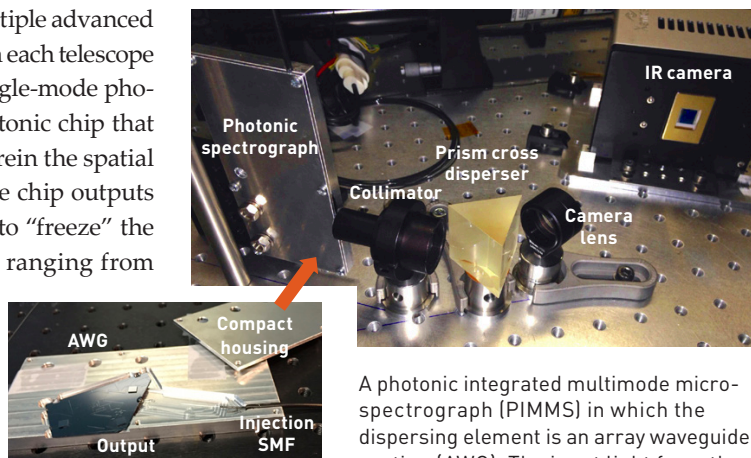 tiple advanced
each telescope
gle-mode pho-
tonic chip that
rein the spatial
e chip outputs
to “freeze” the
ranging from
Photonic
spectrograph
Collimator
Prism cross
disperser
Camera
lens
IR camera
AWG
Compact
housing
Output
Injection
SMF
A photonic integrated multimode micro-
spectrograph (PIMMS) in which the
dispersing element is an array waveguide